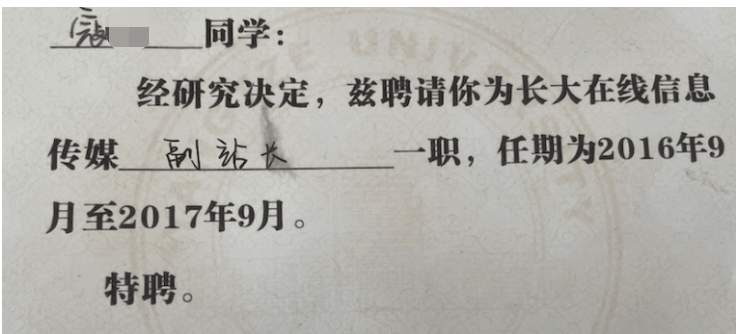 同学：
经研究决定，兹聘请你为长大在线信息
传媒 副站长 一职，任期为2016年9
月至2017年9月。
特聘。